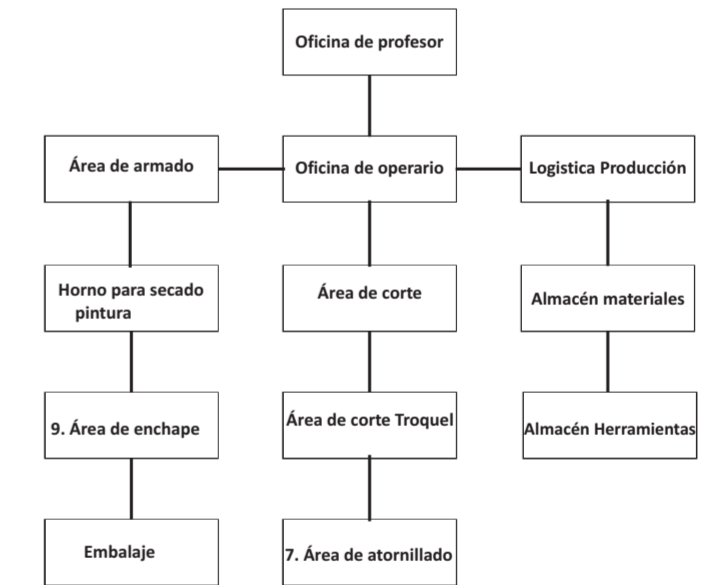 Oficina de profesor
Área de armado
Oficina de operario
Logistica Producción
Horno para secado
pintura
Área de corte
Almacén materiales
9. Área de enchape
Área de corte Troquel
Almacén Herramientas
Embalaje
7. Área de atornillado